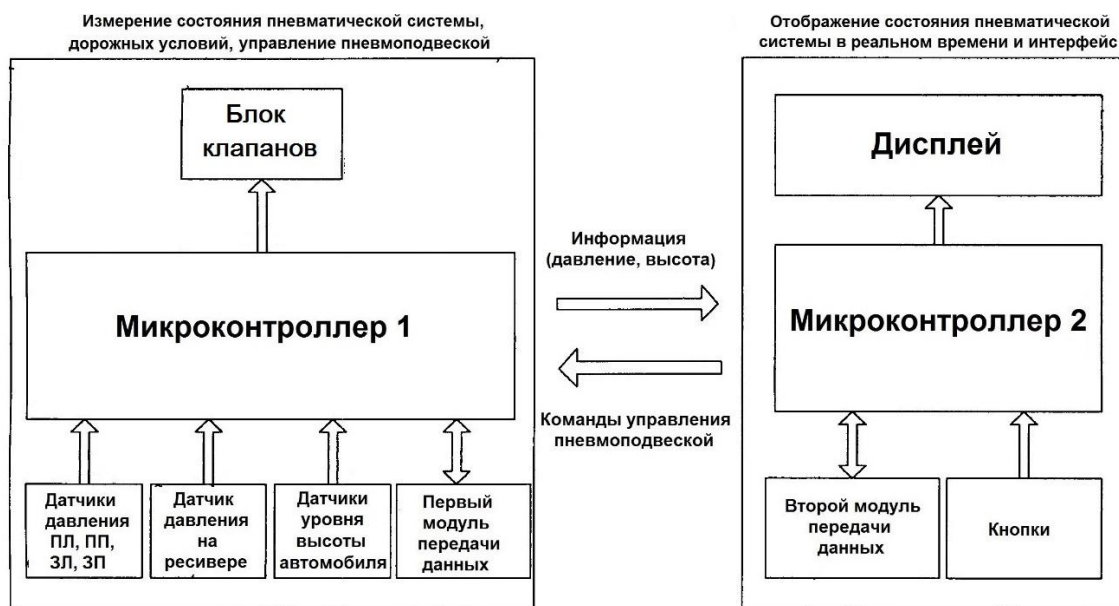 Измерение состояния пневматической системы,
дорожных условий, управление пневмоподвеской
Блок
клапанов
Микроконтроллер 1
Датчики
давления
ПЛ, ПП,
ЗЛ, ЗП
Датчик
давления
на
ресивере
Датчики
уровня
высоты
автомобиля
Первый
модуль
передачи
данных
Информация
(давление, высота)
Команды управления
пневмоподвеской
Отображение состояния пневматической
системы в реальном времени и интерфейс
Дисплей
Микроконтроллер 2
Второй модуль
передачи
данных
Кнопки